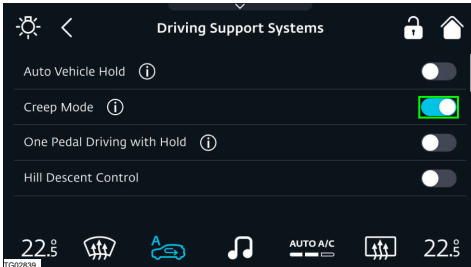 Driving Support Systems
Auto Vehicle Hold i
Creep Mode i
One Pedal Driving with Hold i
Hill Descent Control
22.5° A AUTO A/C 22.5°
TG02839